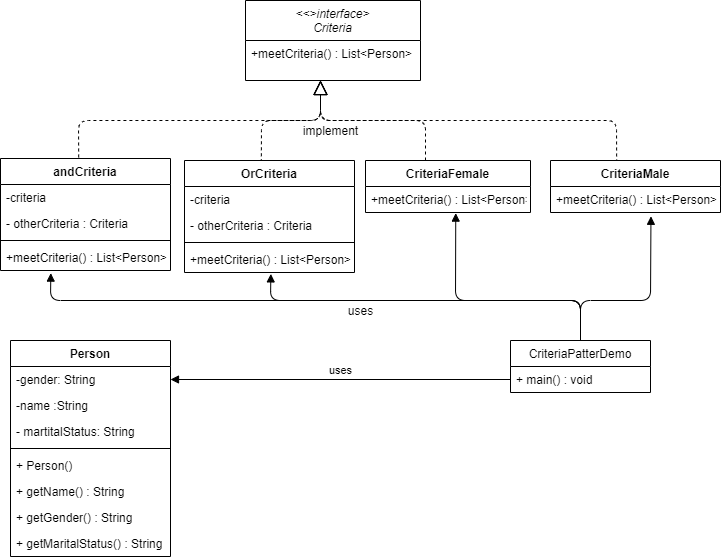 <<>interface>
Criteria
+meetCriteria() : List<Person>
implement
andCriteria
-criteria
- otherCriteria : Criteria
+meetCriteria() : List<Person>
OrCriteria
-criteria
- otherCriteria : Criteria
+meetCriteria() : List<Person>
CriteriaFemale
+meetCriteria() : List<Person
CriteriaMale
+meetCriteria() : List<Person>
uses
Person
-gender: String
-name :String
- martitalStatus: String
+ Person()
+ getName() : String
+ getGender() : String
+ getMaritalStatus() : String
uses
CriteriaPatterDemo
+ main() : void